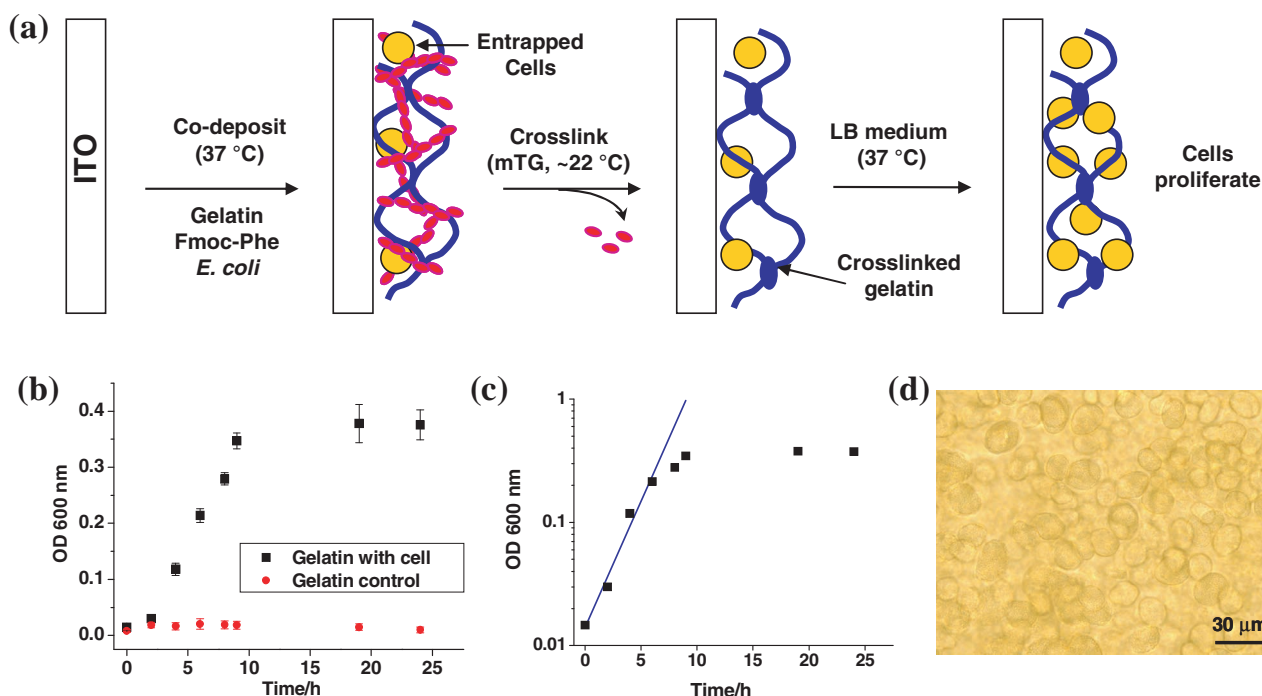 (a)
ITO
Co-deposit
(37 °C)
Gelatin
Fmoc-Phe
E. coli
Entrapped
Cells
Crosslink
(mTG, ~22 °C)
Crosslinked
gelatin
LB medium
(37 °C)
Cells
proliferate
(b)
OD 600 nm
0.4
0.3
0.2
0.1
0.0
Gelatin with cell
Gelatin control
0 5 10 15 20 25
Time/h
(c)
OD 600 nm
1
0.1
0.01
0 5 10 15 20 25
Time/h
(d)
30 μm